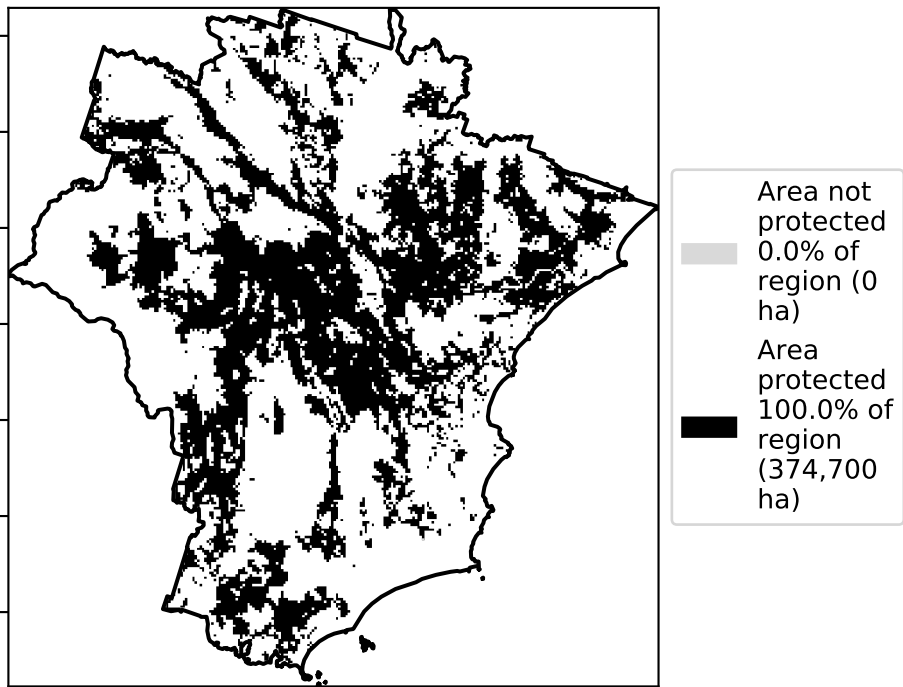 Area not
protected
0.0% of
region (0
ha)
Area
protected
100.0% of
region
(374,700
ha)